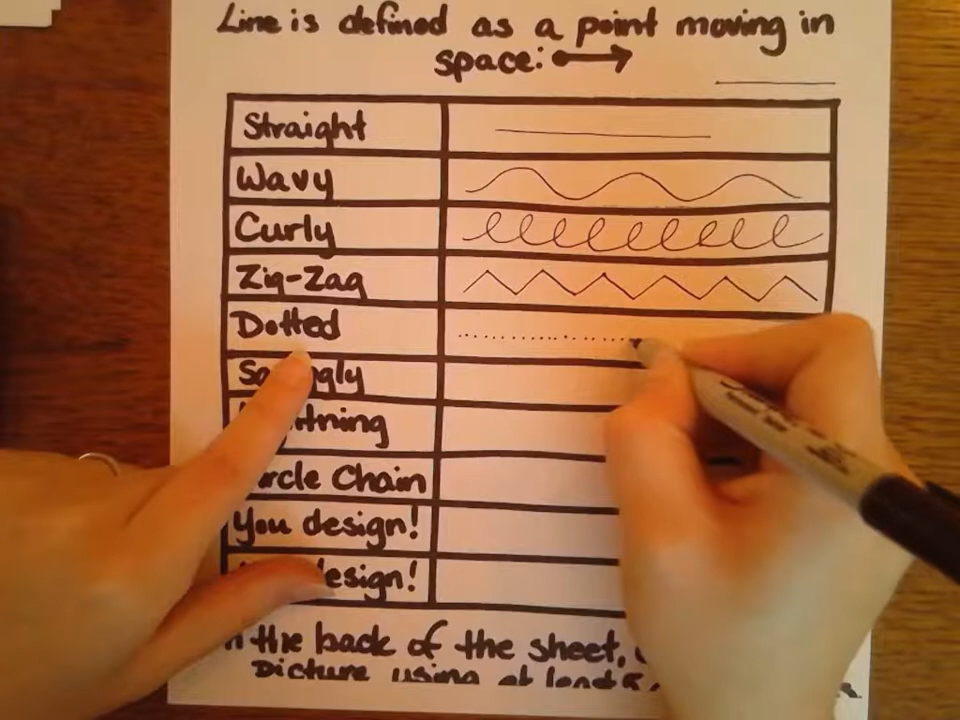 Line is defined as a point moving in
space:
Straight
Wavy
Curly
Zig-Zag
Dotted
Circle Chain
You design!
design!
the back of the sheet,
Picture using at least 5